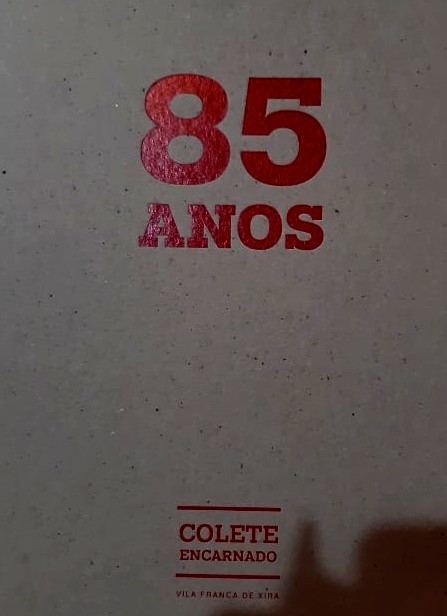 85
ANOS
COLETE
ENCARNADO
VILA FRANCA DE XIRA